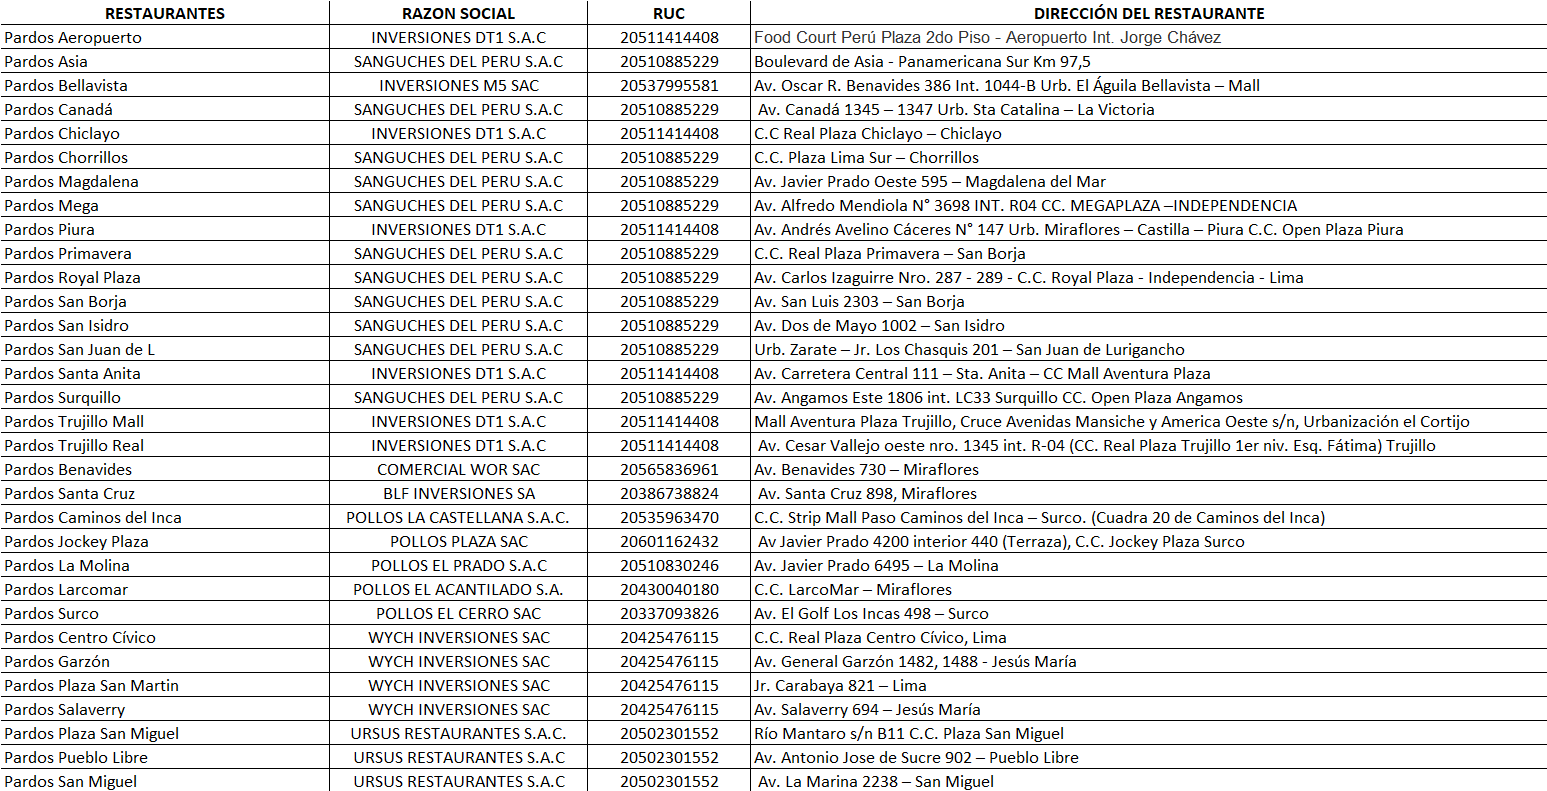 RESTAURANTES RAZON SOCIAL RUC DIRECCIÓN DEL RESTAURANTE
Pardos Aeropuerto INVERSIONES DT1 S.A.C 20511414408 Food Court Perú Plaza 2do Piso - Aeropuerto Int. Jorge Chávez
Pardos Asia SANGUCHES DEL PERU S.A.C 20510885229 Boulevard de Asia - Panamericana Sur Km 97,5
Pardos Bellavista INVERSIONES M5 SAC 20537995581 Av. Oscar R. Benavides 386 Int. 1044-B Urb. El Águila Bellavista – Mall
Pardos Canadá SANGUCHES DEL PERU S.A.C 20510885229 Av. Canadá 1345 – 1347 Urb. Sta Catalina – La Victoria
Pardos Chiclayo INVERSIONES DT1 S.A.C 20511414408 C.C Real Plaza Chiclayo – Chiclayo
Pardos Chorrillos SANGUCHES DEL PERU S.A.C 20510885229 C.C. Plaza Lima Sur – Chorrillos
Pardos Magdalena SANGUCHES DEL PERU S.A.C 20510885229 Av. Javier Prado Oeste 595 – Magdalena del Mar
Pardos Mega SANGUCHES DEL PERU S.A.C 20510885229 Av. Alfredo Mendiola N° 3698 INT. R04 CC. MEGAPLAZA –INDEPENDENCIA
Pardos Piura INVERSIONES DT1 S.A.C 20511414408 Av. Andrés Avelino Cáceres N° 147 Urb. Miraflores – Castilla – Piura C.C. Open Plaza Piura
Pardos Primavera SANGUCHES DEL PERU S.A.C 20510885229 C.C. Real Plaza Primavera – San Borja
Pardos Royal Plaza SANGUCHES DEL PERU S.A.C 20510885229 Av. Carlos Izaguirre Nro. 287 - 289 - C.C. Royal Plaza - Independencia - Lima
Pardos San Borja SANGUCHES DEL PERU S.A.C 20510885229 Av. San Luis 2303 – San Borja
Pardos San Isidro SANGUCHES DEL PERU S.A.C 20510885229 Av. Dos de Mayo 1002 – San Isidro
Pardos San Juan de L SANGUCHES DEL PERU S.A.C 20510885229 Urb. Zarate – Jr. Los Chasquis 201 – San Juan de Lurigancho
Pardos Santa Anita INVERSIONES DT1 S.A.C 20511414408 Av. Carretera Central 111 – Sta. Anita – CC Mall Aventura Plaza
Pardos Surquillo SANGUCHES DEL PERU S.A.C 20510885229 Av. Angamos Este 1806 int. LC33 Surquillo CC. Open Plaza Angamos
Pardos Trujillo Mall INVERSIONES DT1 S.A.C 20511414408 Mall Aventura Plaza Trujillo, Cruce Avenidas Mansiche y America Oeste s/n, Urbanización el Cortijo
Pardos Trujillo Real INVERSIONES DT1 S.A.C 20511414408 Av. Cesar Vallejo oeste nro. 1345 int. R-04 (CC. Real Plaza Trujillo 1er niv. Esq. Fátima) Trujillo
Pardos Benavides COMERCIAL WOR SAC 20565836961 Av. Benavides 730 – Miraflores
Pardos Santa Cruz BLF INVERSIONES SA 20386738824 Av. Santa Cruz 898, Miraflores
Pardos Caminos del Inca POLLOS LA CASTELLANA S.A.C. 20535963470 C.C. Strip Mall Paso Caminos del Inca – Surco. (Cuadra 20 de Caminos del Inca)
Pardos Jockey Plaza POLLOS PLAZA SAC 20601162432 Av Javier Prado 4200 interior 440 (Terraza), C.C. Jockey Plaza Surco
Pardos La Molina POLLOS EL PRADO S.A.C 20510830246 Av. Javier Prado 6495 – La Molina
Pardos Larcomar POLLOS EL ACANTILADO S.A. 20430040180 C.C. LarcoMar – Miraflores
Pardos Surco POLLOS EL CERRO SAC 20337093826 Av. El Golf Los Incas 498 – Surco
Pardos Centro Cívico WYCH INVERSIONES SAC 20425476115 C.C. Real Plaza Centro Cívico, Lima
Pardos Garzón WYCH INVERSIONES SAC 20425476115 Av. General Garzón 1482, 1488 - Jesús María
Pardos Plaza San Martin WYCH INVERSIONES SAC 20425476115 Jr. Carabaya 821 – Lima
Pardos Salaverry WYCH INVERSIONES SAC 20425476115 Av. Salaverry 694 – Jesús María
Pardos Plaza San Miguel URSUS RESTAURANTES S.A.C. 20502301552 Río Mantaro s/n B11 C.C. Plaza San Miguel
Pardos Pueblo Libre URSUS RESTAURANTES S.A.C 20502301552 Av. Antonio Jose de Sucre 902 – Pueblo Libre
Pardos San Miguel URSUS RESTAURANTES S.A.C 20502301552 Av. La Marina 2238 – San Miguel